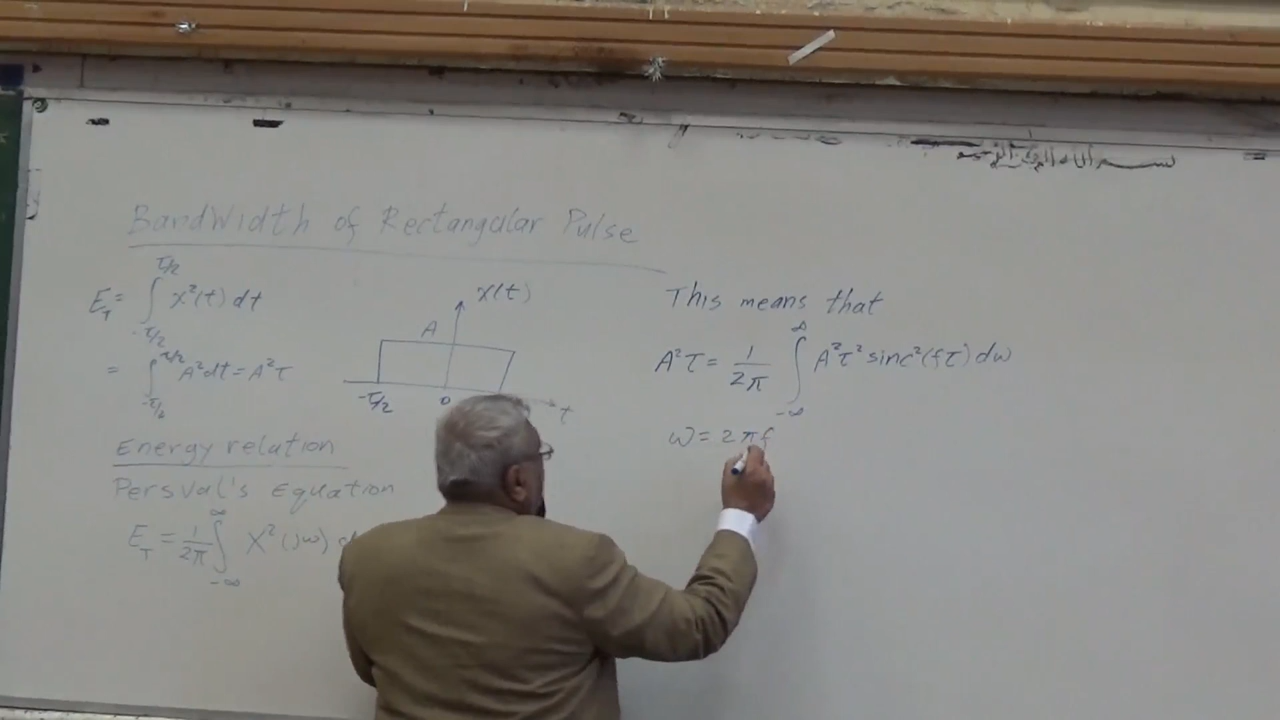 بسم الله الرحمن الرحيم
Bandwidth of Rectangular Pulse
E_T = ∫_{-τ/2}^{τ/2} x²(t) dt
= ∫_{-τ/2}^{τ/2} A² dt = A²τ
x(t)
A
-τ/2 0 t
Energy relation
Persval's Equation
E_T = 1/2π ∫_{-∞}^{∞} X²(jω) d
This means that
A²τ = 1/2π ∫_{-∞}^{∞} A²τ² sinc²(fτ) dω
ω = 2πf